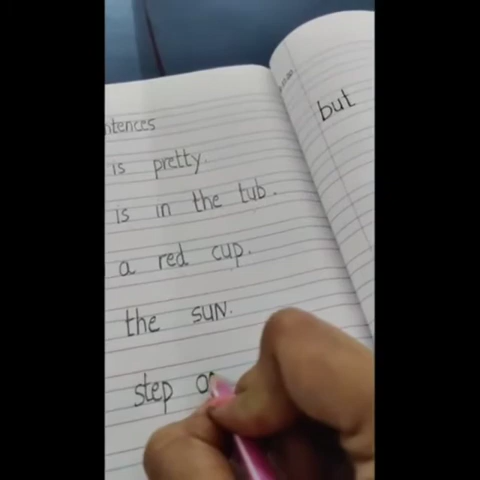 ntences
is pretty.
is in the tub.
a red cup.
the sun.
step
but